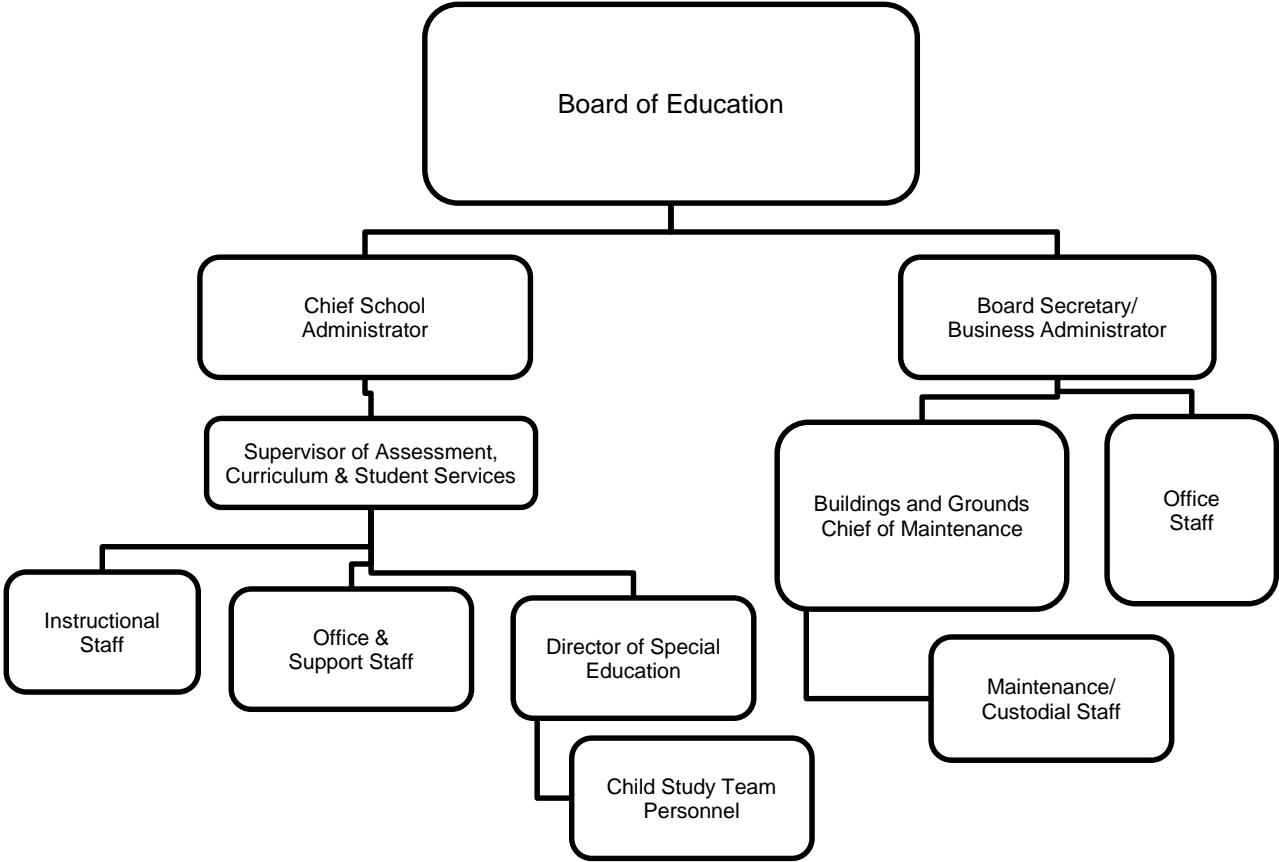 Board of Education
Chief School
Administrator
Board Secretary/
Business Administrator
Supervisor of Assessment,
Curriculum & Student Services
Buildings and Grounds
Chief of Maintenance
Office
Staff
Instructional
Staff
Office &
Support Staff
Director of Special
Education
Maintenance/
Custodial Staff
Child Study Team
Personnel